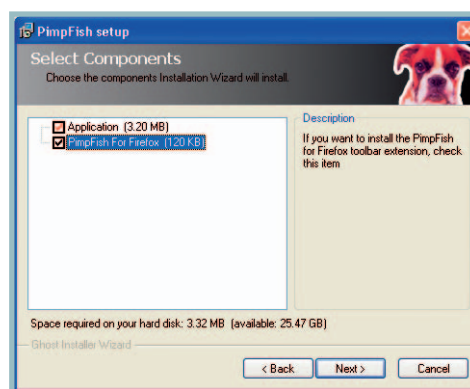 PimpFish setup
Select Components
Choose the components Installation Wizard will install.
Application (3.20 MB)
PimpFish For Firefox (120 KB)
Description
If you want to install the PimpFish
for Firefox toolbar extension, check
this item
Space required on your hard disk: 3.32 MB (available: 25.47 GB)
Ghost Installer Wizard
< Back Next > Cancel